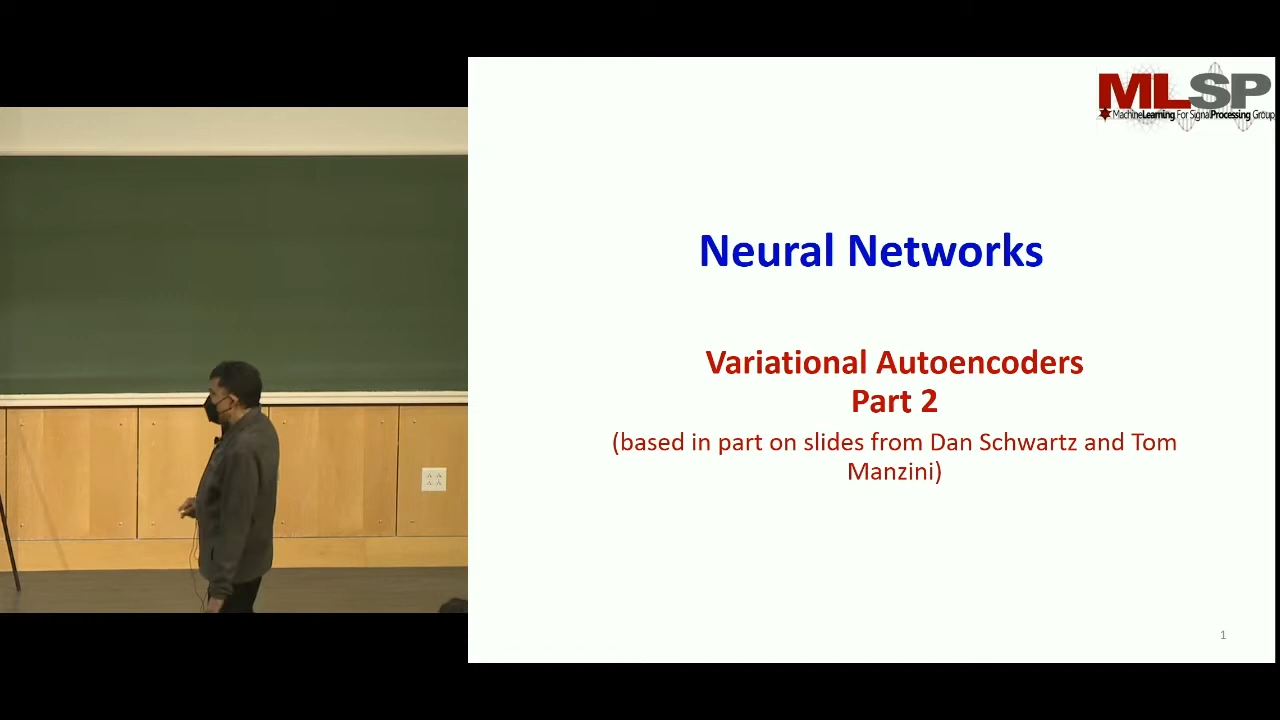 MLSP
MachineLearning For SignalProcessing Group
Neural Networks
Variational Autoencoders
Part 2
(based in part on slides from Dan Schwartz and Tom
Manzini)
1